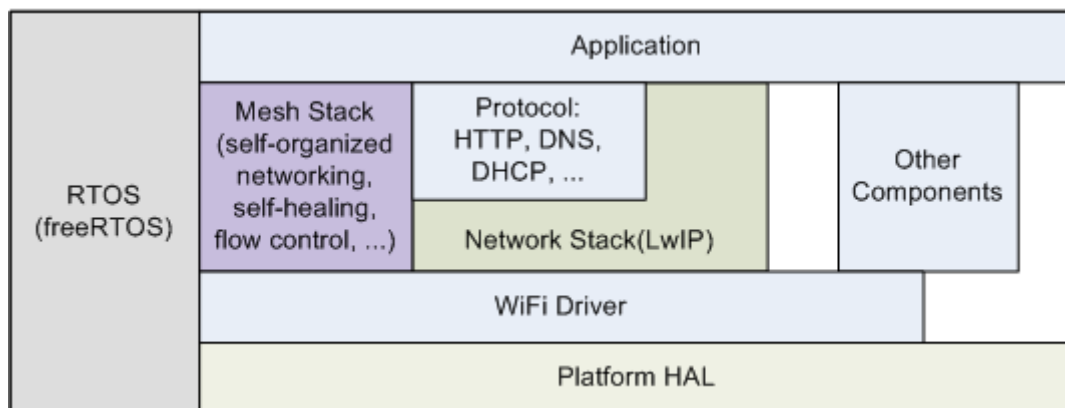 Application
RTOS
(freeRTOS)
Mesh Stack
(self-organized
networking,
self-healing,
flow control, ...)
Protocol:
HTTP, DNS,
DHCP, ...
Network Stack(LwIP)
Other
Components
WiFi Driver
Platform HAL